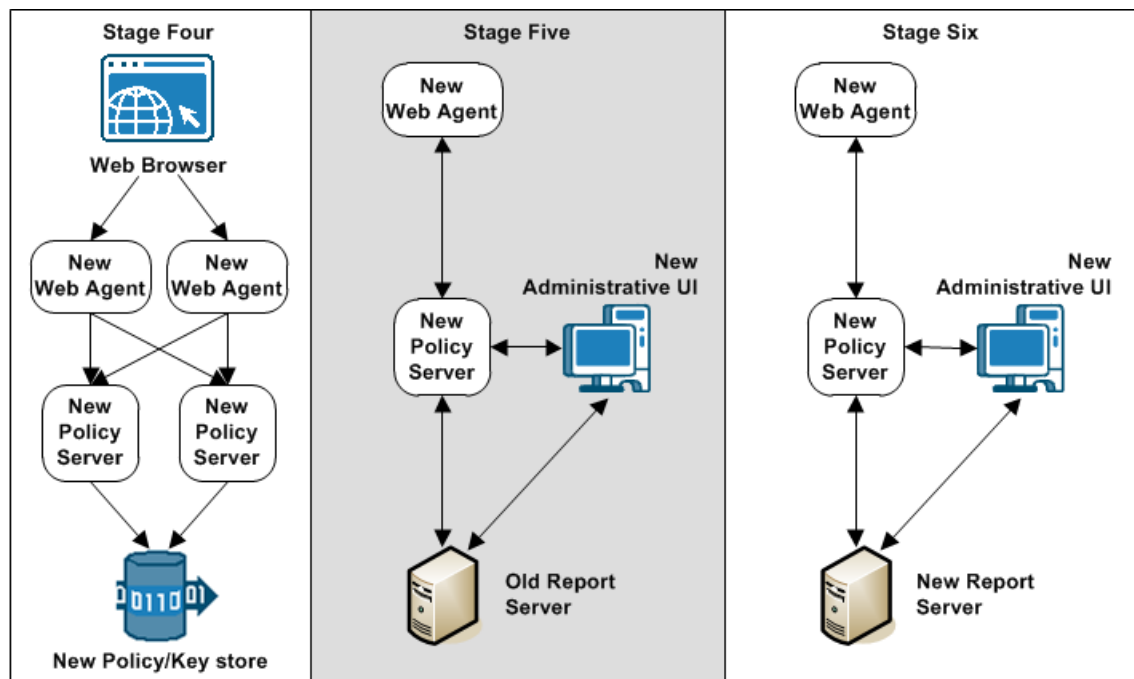 Stage Four
Web Browser
New
Web Agent
New
Web Agent
New
Policy
Server
New
Policy
Server
011001
New Policy/Key store
Stage Five
New
Web Agent
New
Administrative UI
New
Policy
Server
Old Report
Server
Stage Six
New
Web Agent
New
Administrative UI
New
Policy
Server
New Report
Server